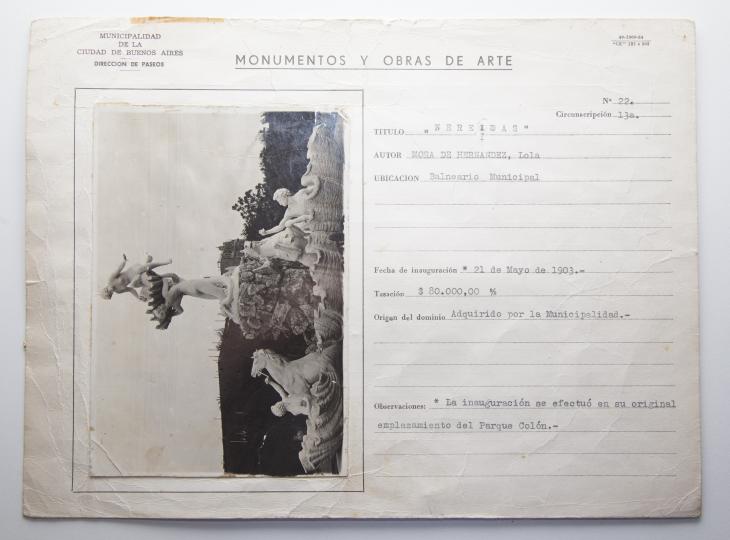 MUNICIPALIDAD
DE LA
CIUDAD DE BUENOS AIRES
DIRECCION DE PASEOS
MONUMENTOS Y OBRAS DE ARTE
Nº 22.
Circunscripción 13a.
TITULO "NEREIDAS"
AUTOR MORA DE HERNANDEZ, Lola
UBICACION Balneario Municipal
Fecha de inauguración * 21 de Mayo de 1903.-
Tasación $ 80.000,00 %
Origen del dominio Adquirido por la Municipalidad.-
Observaciones: * La inauguración se efectuó en su original
emplazamiento del Parque Colón.-